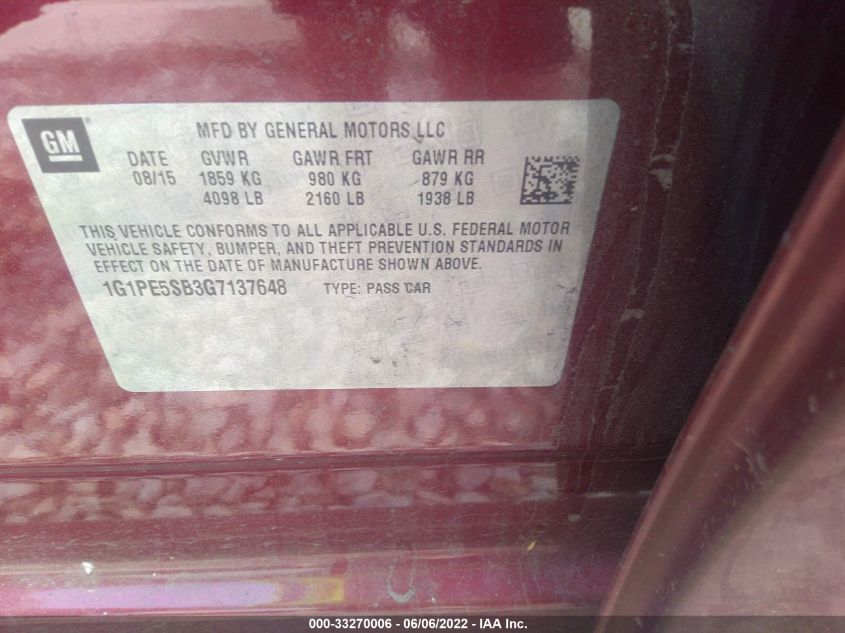 GM
MFD BY GENERAL MOTORS LLC
DATE GVWR GAWR FRT GAWR RR
08/15 1859 KG 980 KG 879 KG
4098 LB 2160 LB 1938 LB
THIS VEHICLE CONFORMS TO ALL APPLICABLE U.S. FEDERAL MOTOR
VEHICLE SAFETY, BUMPER, AND THEFT PREVENTION STANDARDS IN
EFFECT ON THE DATE OF MANUFACTURE SHOWN ABOVE.
1G1PE5SB3G7137648 TYPE: PASS CAR
000-33270006 - 06/06/2022 - IAA Inc.